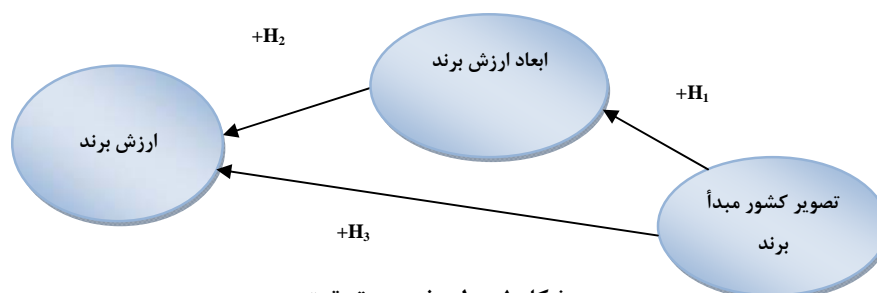 +H₂
ابعاد ارزش برند
+H₁
ارزش برند
تصویر کشور مبدأ
برند
+H₃